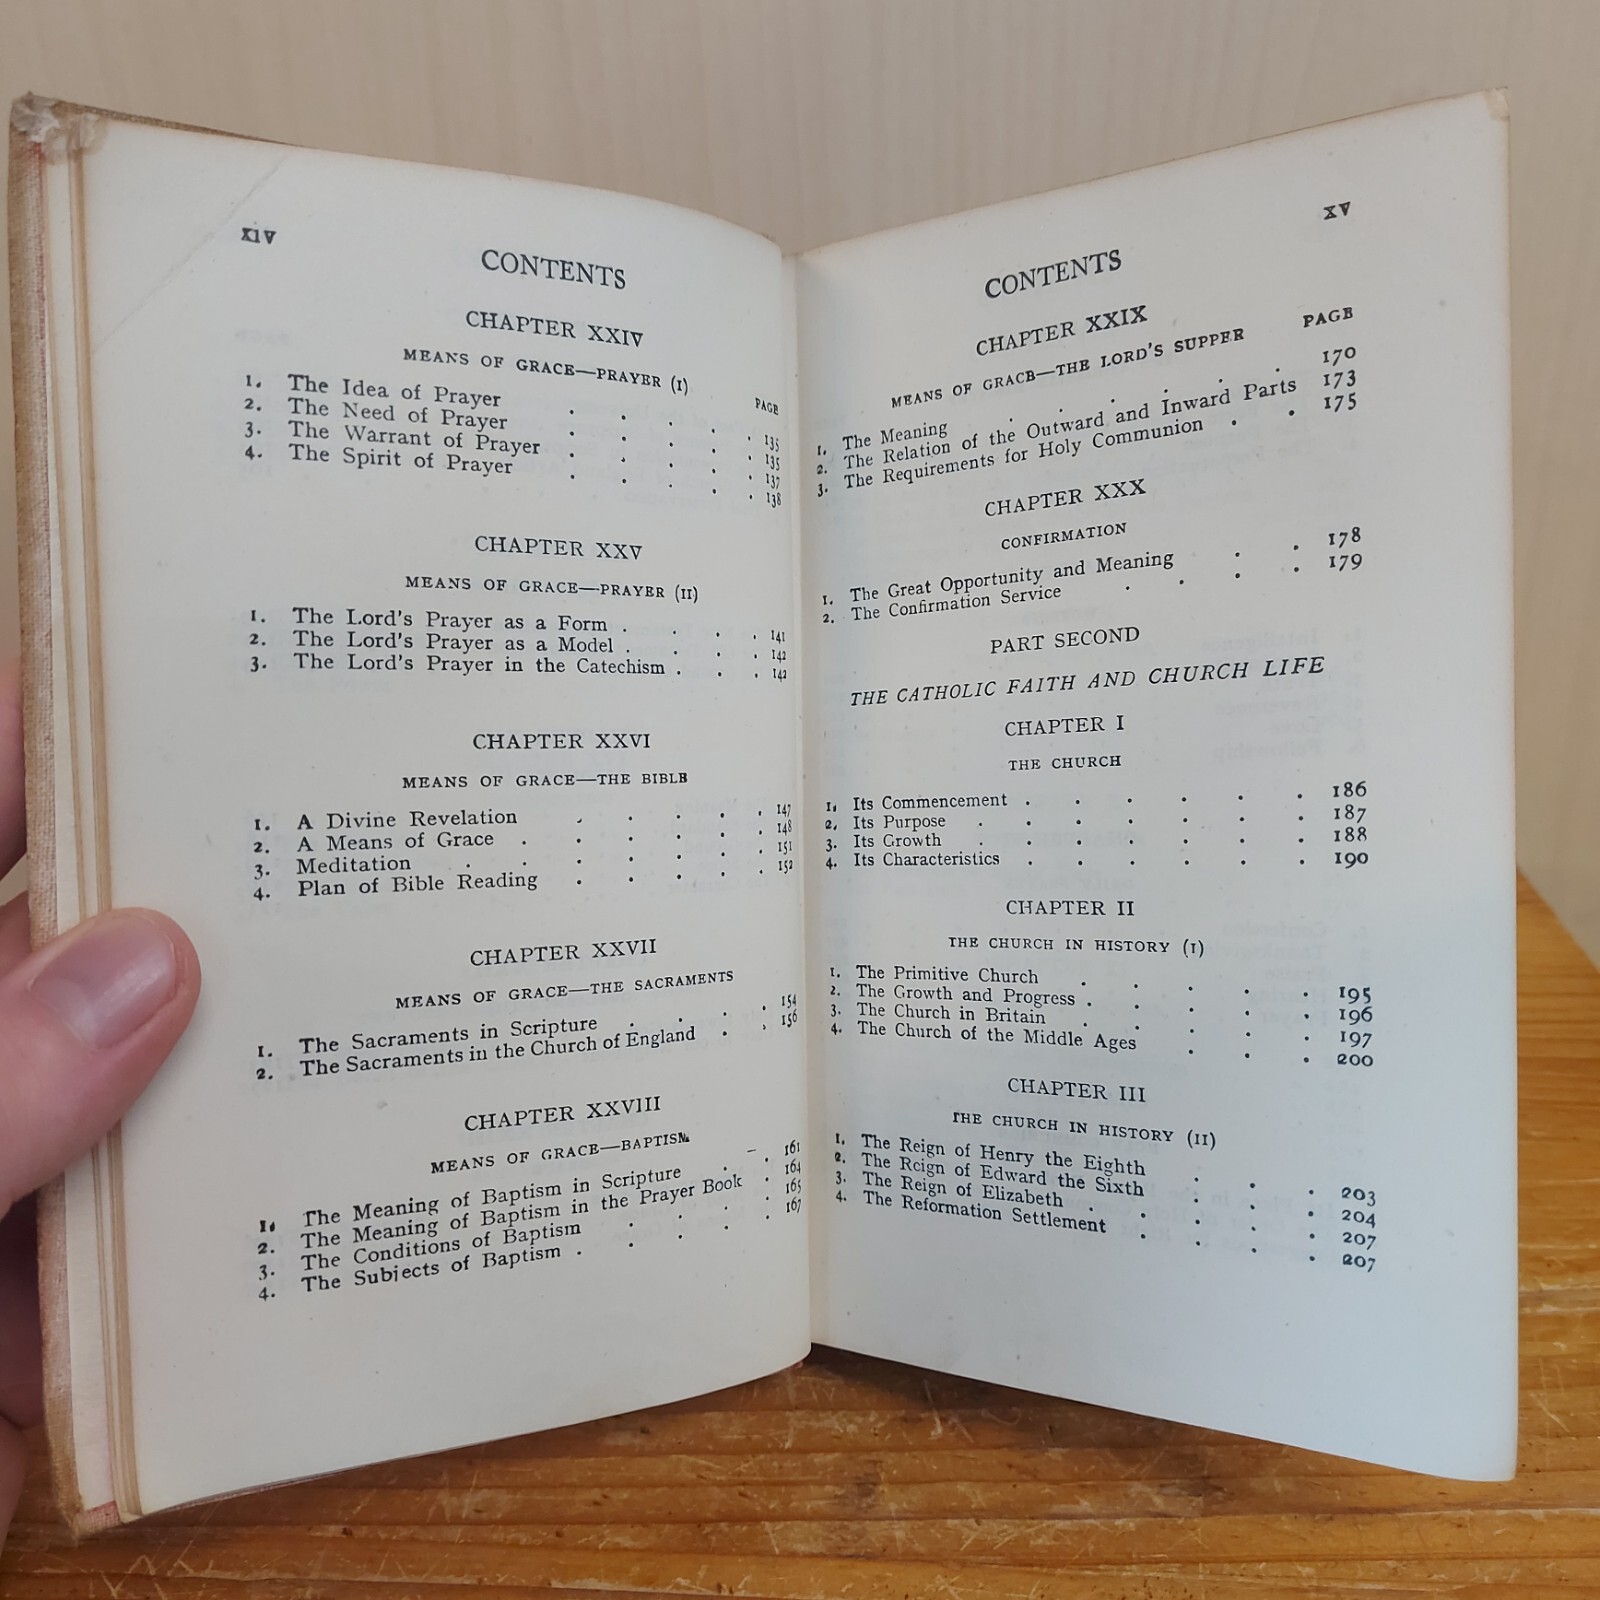 xiv
CONTENTS
CHAPTER XXIV
MEANS OF GRACE—PRAYER (I)
PAGE
1. The Idea of Prayer . . . . . 135
2. The Need of Prayer . . . . . 135
3. The Warrant of Prayer . . . . . 137
4. The Spirit of Prayer . . . . . 138
CHAPTER XXV
MEANS OF GRACE—PRAYER (II)
1. The Lord's Prayer as a Form . . . . 141
2. The Lord's Prayer as a Model . . . . 142
3. The Lord's Prayer in the Catechism . . . 142
CHAPTER XXVI
MEANS OF GRACE—THE BIBLE
1. A Divine Revelation . . . . . 147
2. A Means of Grace . . . . . . 148
3. Meditation . . . . . . 151
4. Plan of Bible Reading . . . . . 152
CHAPTER XXVII
MEANS OF GRACE—THE SACRAMENTS
1. The Sacraments in Scripture . . . . 154
2. The Sacraments in the Church of England . . 156
CHAPTER XXVIII
MEANS OF GRACE—BAPTISM
1. The Meaning of Baptism in Scripture . . 161
2. The Meaning of Baptism in the Prayer Book . 164
3. The Conditions of Baptism . . . . 165
4. The Subjects of Baptism . . . . . 167
xv
CONTENTS
CHAPTER XXIX
MEANS OF GRACE—THE LORD'S SUPPER
PAGE
1. The Meaning . . . . . . 170
2. The Relation of the Outward and Inward Parts 173
3. The Requirements for Holy Communion . . 175
CHAPTER XXX
CONFIRMATION
1. The Great Opportunity and Meaning . . 178
2. The Confirmation Service . . . . 179
PART SECOND
THE CATHOLIC FAITH AND CHURCH LIFE
CHAPTER I
THE CHURCH
1. Its Commencement . . . . . . 186
2. Its Purpose . . . . . . . 187
3. Its Growth . . . . . . . 188
4. Its Characteristics . . . . . . 190
CHAPTER II
THE CHURCH IN HISTORY (I)
1. The Primitive Church . . . . . 195
2. The Growth and Progress . . . . . 196
3. The Church in Britain . . . . . 197
4. The Church of the Middle Ages . . . 200
CHAPTER III
THE CHURCH IN HISTORY (II)
1. The Reign of Henry the Eighth . . . 203
2. The Reign of Edward the Sixth . . . 204
3. The Reign of Elizabeth . . . . . 207
4. The Reformation Settlement . . . . 207